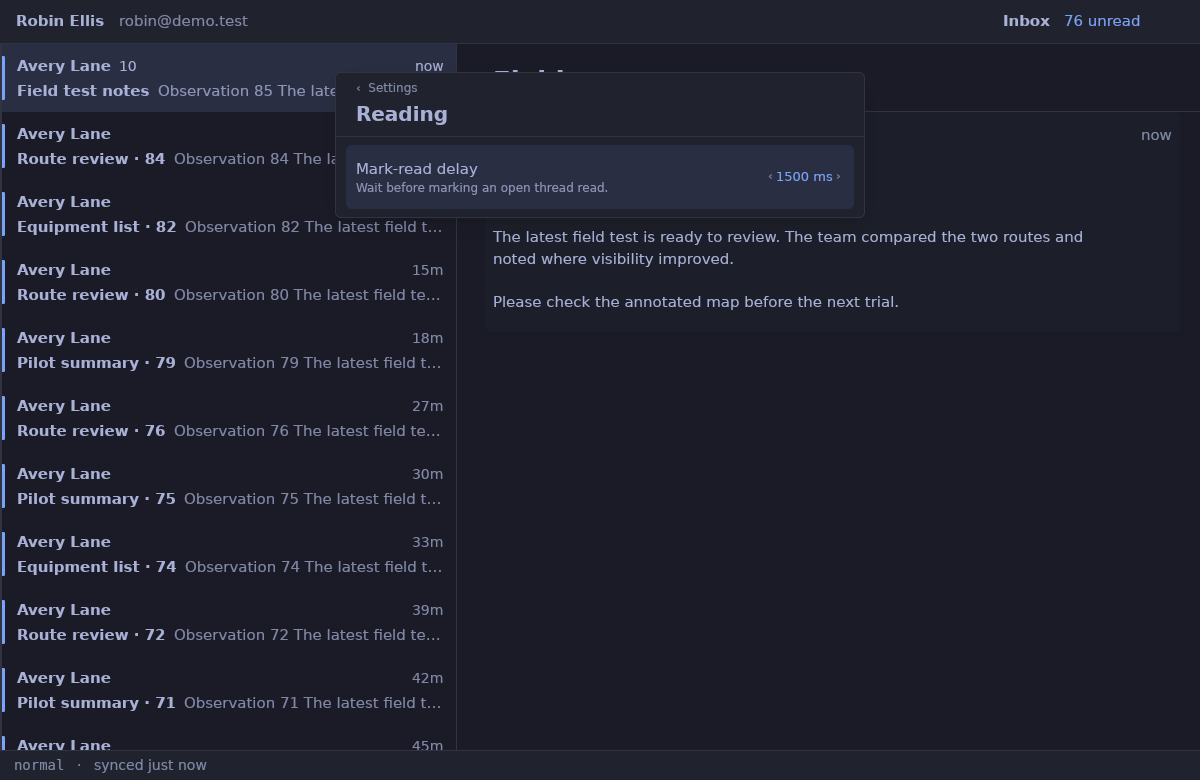 Robin Ellis robin@demo.test
Inbox 76 unread
Avery Lane 10 now
Field test notes Observation 85 The late
Avery Lane
Route review · 84 Observation 84 The
Avery Lane
Equipment list · 82 Observation 82 The latest field t…
Avery Lane 15m
Route review · 80 Observation 80 The latest field te…
Avery Lane 18m
Pilot summary · 79 Observation 79 The latest field t…
Avery Lane 27m
Route review · 76 Observation 76 The latest field te…
Avery Lane 30m
Pilot summary · 75 Observation 75 The latest field t…
Avery Lane 33m
Equipment list · 74 Observation 74 The latest field t…
Avery Lane 39m
Route review · 72 Observation 72 The latest field te…
Avery Lane 42m
Pilot summary · 71 Observation 71 The latest field t…
Avery Lane 45m
‹ Settings
Reading
Mark-read delay
Wait before marking an open thread read.
‹ 1500 ms ›
now
The latest field test is ready to review. The team compared the two routes and
noted where visibility improved.
Please check the annotated map before the next trial.
normal · synced just now